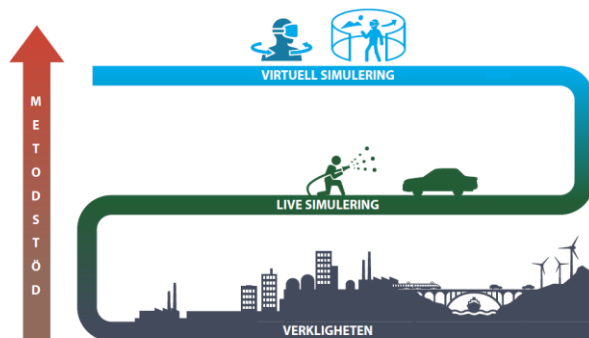 METODSTÖD
VIRTUELL SIMULERING
LIVE SIMULERING
VERKLIGHETEN